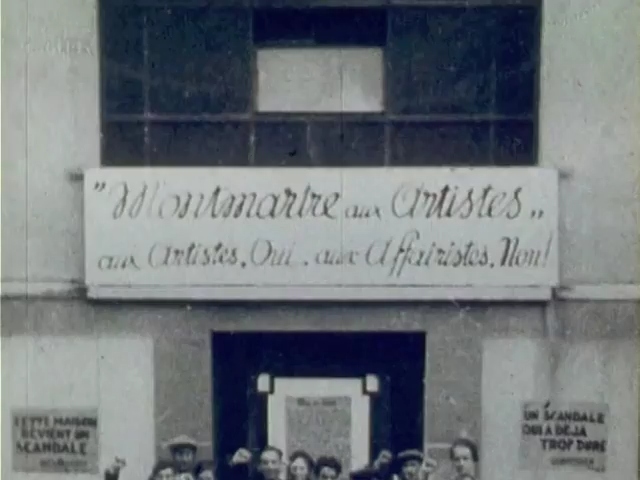 "Montmartre aux Artistes„
aux Artistes, Oui. aux Affairistes, Non!
CETTE MAISON
DEVIENT UN
SCANDALE
UN SCANDALE
QUI A DÉJA
TROP DURÉ